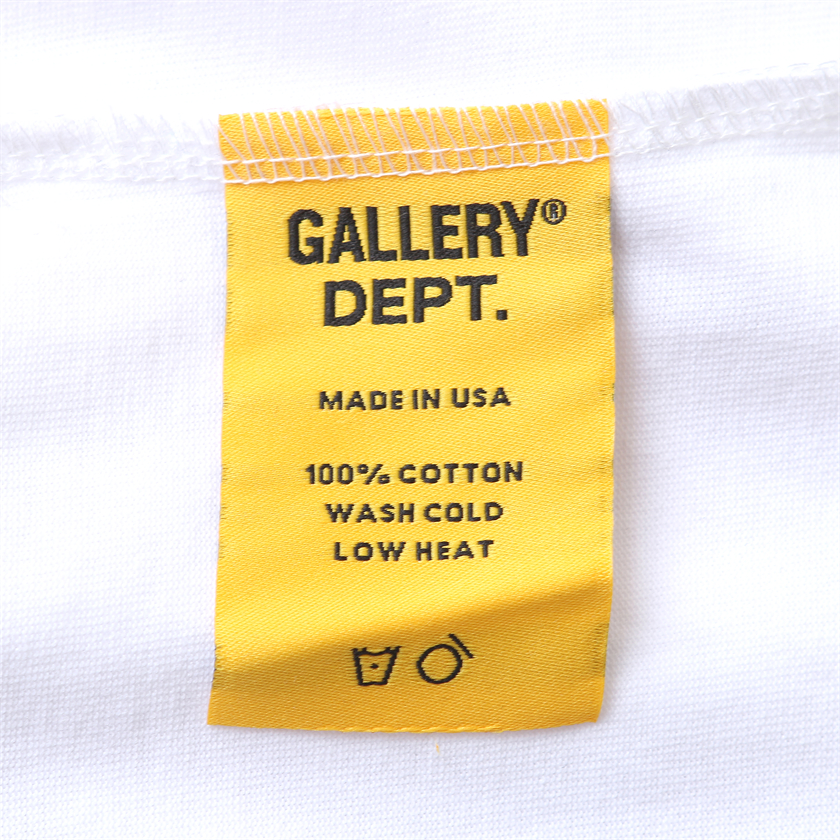 GALLERY®
DEPT.
MADE IN USA
100% COTTON
WASH COLD
LOW HEAT